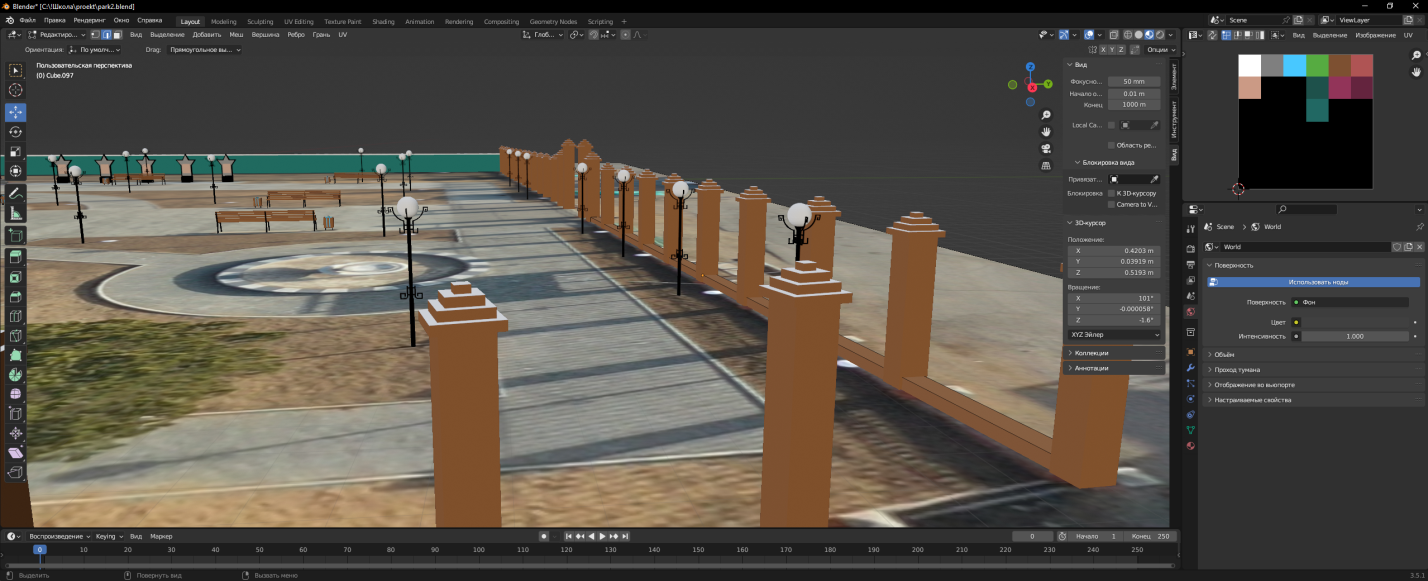 Blender* [C:\!Школа\proekt\park2.blend]
Файл Правка Рендеринг Окно Справка Layout Modeling Sculpting UV Editing Texture Paint Shading Animation Rendering Compositing Geometry Nodes Scripting + Scene ViewLayer
Редактиро... Вид Выделение Добавить Меш Вершина Ребро Грань UV Глоб... Вид Выделение Изображение UV
Ориентация: По умолч... Drag: Прямоугольное вы... X Y Z Опции
Пользовательская перспектива
(0) Cube.097
Z
Y
X
Вид
Фокусно... 50 mm
Начало о... 0.01 m
Конец 1000 m
Local Ca...
Область ре...
Блокировка вида
Привязат...
Блокировка К 3D-курсору
Camera to V...
3D-курсор
Положение:
X 0.4203 m
Y 0.03919 m
Z 0.5193 m
Вращение:
X 101°
Y -0.000058°
Z -1.6°
XYZ Эйлер
Коллекции
Аннотации
Элемент
Инструмент
Вид
Scene World
World
Поверхность
Использовать ноды
Поверхность Фон
Цвет
Интенсивность 1.000
Объём
Проход тумана
Отображение во вьюпорте
Настраиваемые свойства
Воспроизведение Keying Вид Маркер 0 Начало 1 Конец 250
0 10 20 30 40 50 60 70 80 90 100 110 120 130 140 150 160 170 180 190 200 210 220 230 240 250
Выделить Повернуть вид Вызвать меню 3.5.1